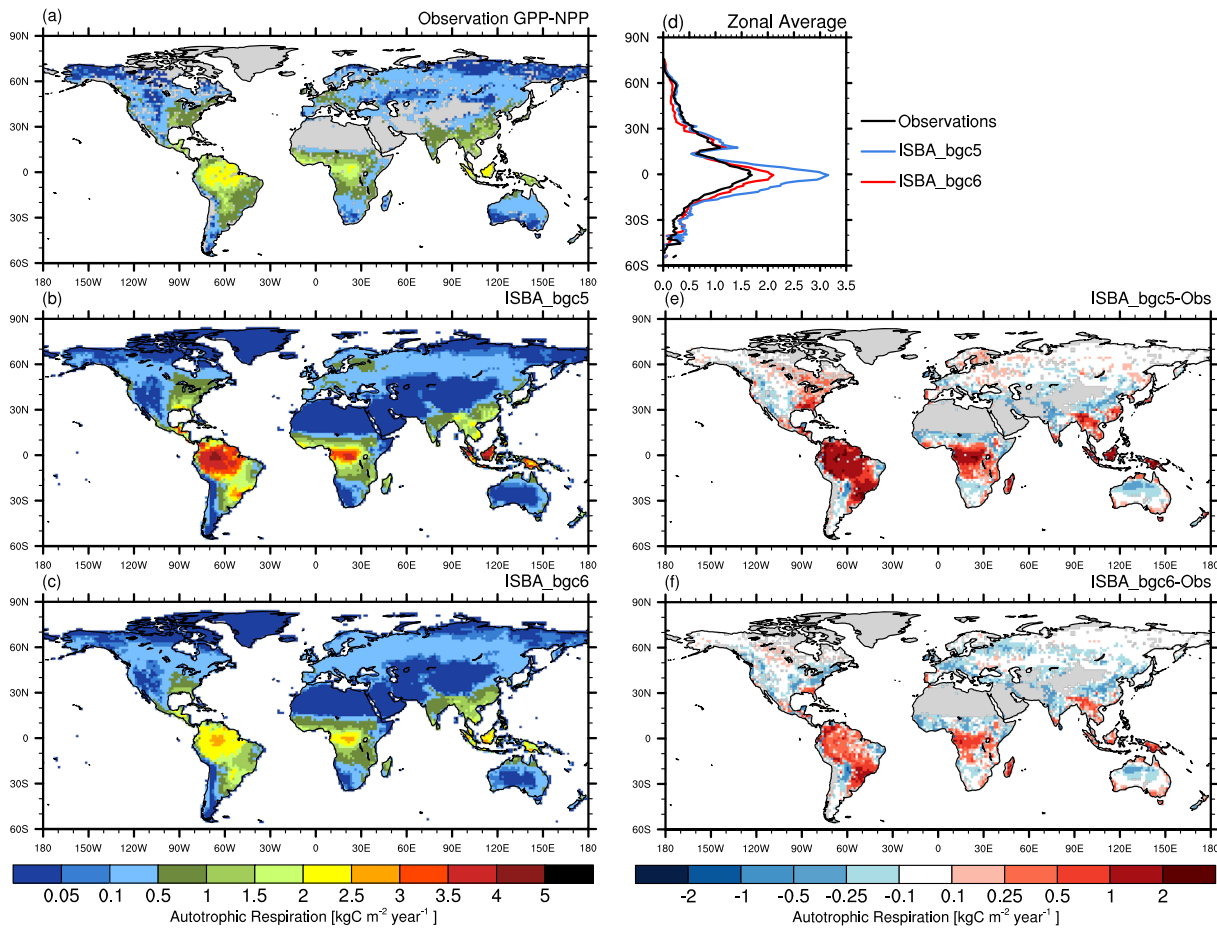 (a) Observation GPP-NPP
90N
60N
30N
0
30S
60S
180 150W 120W 90W 60W 30W 0 30E 60E 90E 120E 150E 180
(d) Zonal Average
90N
60N
30N
0
30S
60S
0.0 0.5 1.0 1.5 2.0 2.5 3.0 3.5
Observations
ISBA_bgc5
ISBA_bgc6
(b) ISBA_bgc5
90N
60N
30N
0
30S
60S
180 150W 120W 90W 60W 30W 0 30E 60E 90E 120E 150E 180
(e) ISBA_bgc5-Obs
90N
60N
30N
0
30S
60S
180 150W 120W 90W 60W 30W 0 30E 60E 90E 120E 150E 180
(c) ISBA_bgc6
90N
60N
30N
0
30S
60S
180 150W 120W 90W 60W 30W 0 30E 60E 90E 120E 150E 180
(f) ISBA_bgc6-Obs
90N
60N
30N
0
30S
60S
180 150W 120W 90W 60W 30W 0 30E 60E 90E 120E 150E 180
0.05 0.1 0.5 1 1.5 2 2.5 3 3.5 4 5
Autotrophic Respiration [kgC m⁻² year⁻¹ ]
-2 -1 -0.5 -0.25 -0.1 0.1 0.25 0.5 1 2
Autotrophic Respiration [kgC m⁻² year⁻¹ ]